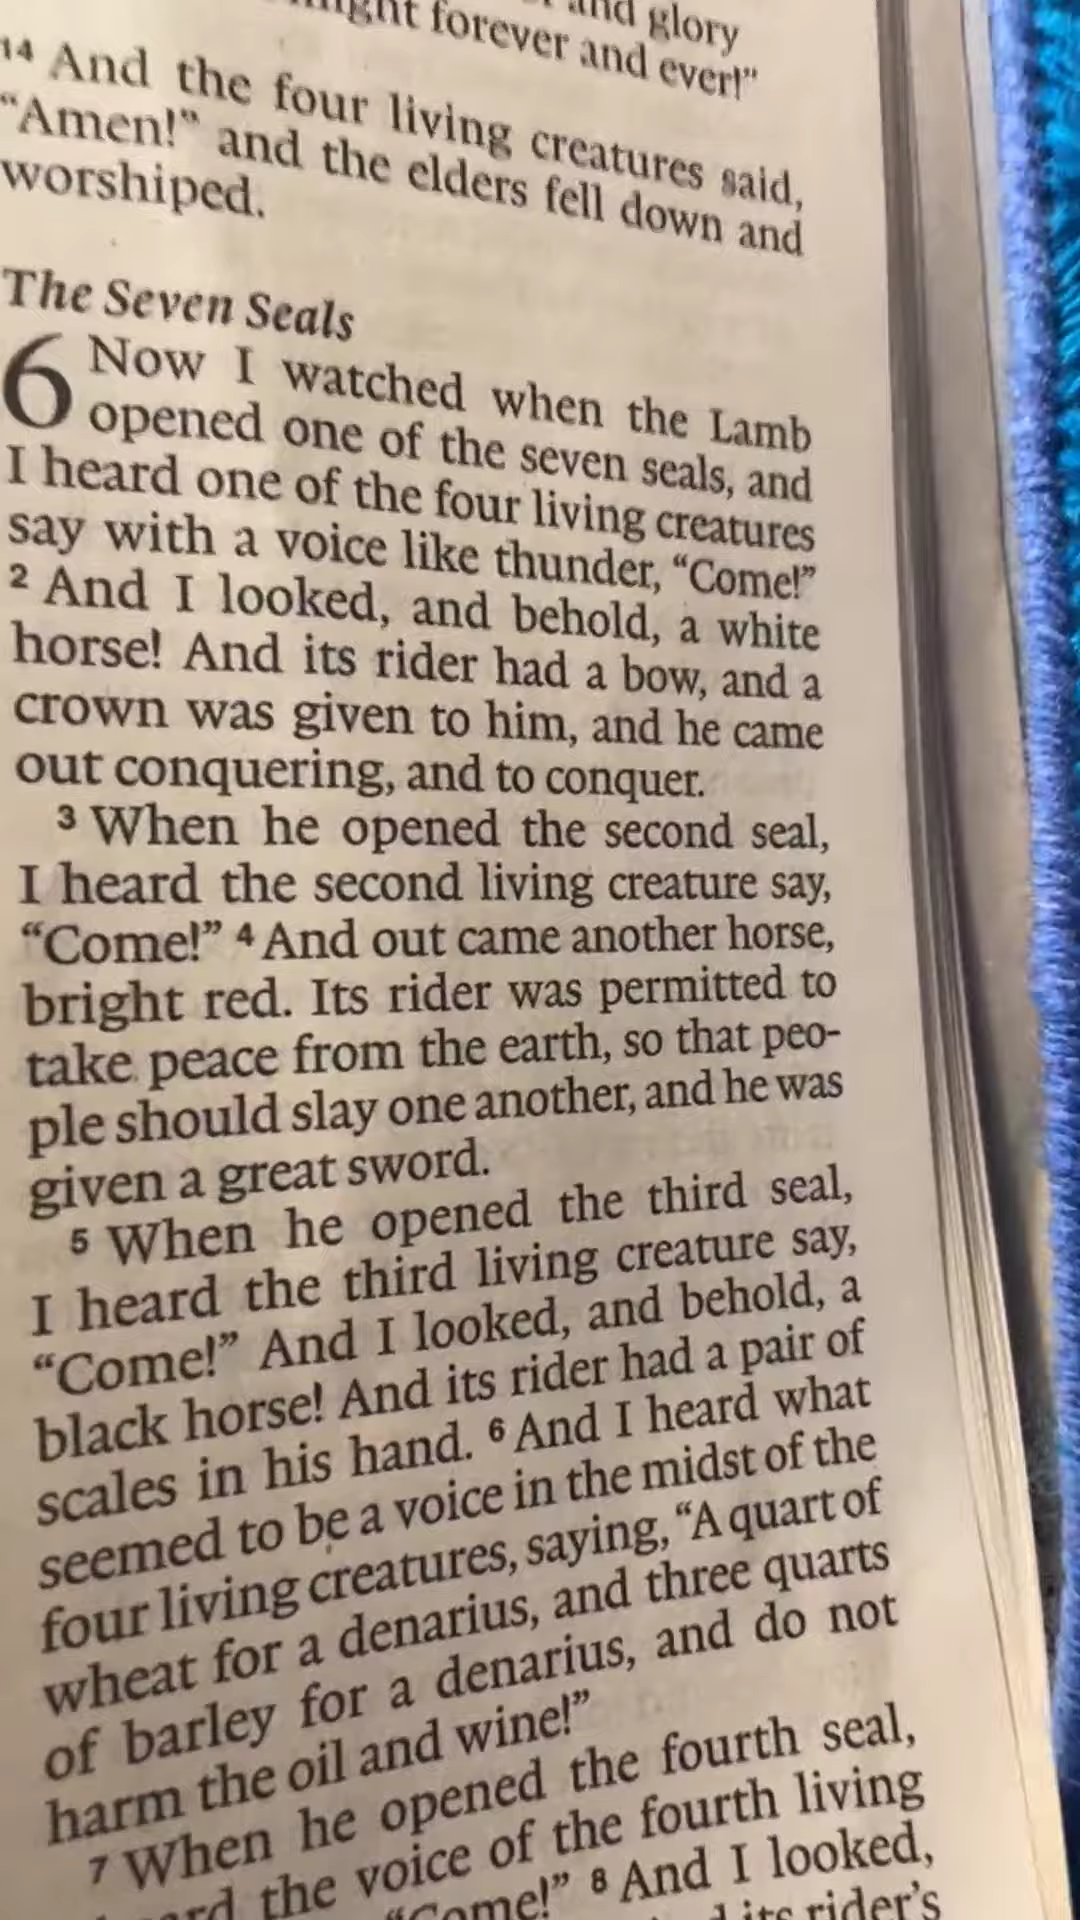 and glory
forever and ever!"
14 And the four living creatures said,
“Amen!” and the elders fell down and
worshiped.
The Seven Seals
6 Now I watched when the Lamb
opened one of the seven seals, and
I heard one of the four living creatures
say with a voice like thunder, “Come!”
2 And I looked, and behold, a white
horse! And its rider had a bow, and a
crown was given to him, and he came
out conquering, and to conquer.
3 When he opened the second seal,
I heard the second living creature say,
“Come!” 4 And out came another horse,
bright red. Its rider was permitted to
take peace from the earth, so that peo-
ple should slay one another, and he was
given a great sword.
5 When he opened the third seal,
I heard the third living creature say,
“Come!” And I looked, and behold, a
black horse! And its rider had a pair of
scales in his hand. 6 And I heard what
seemed to be a voice in the midst of the
four living creatures, saying, “A quart of
wheat for a denarius, and three quarts
of barley for a denarius, and do not
harm the oil and wine!”
7 When he opened the fourth seal,
the voice of the fourth living
“Come!” 8 And I looked,
its rider’s